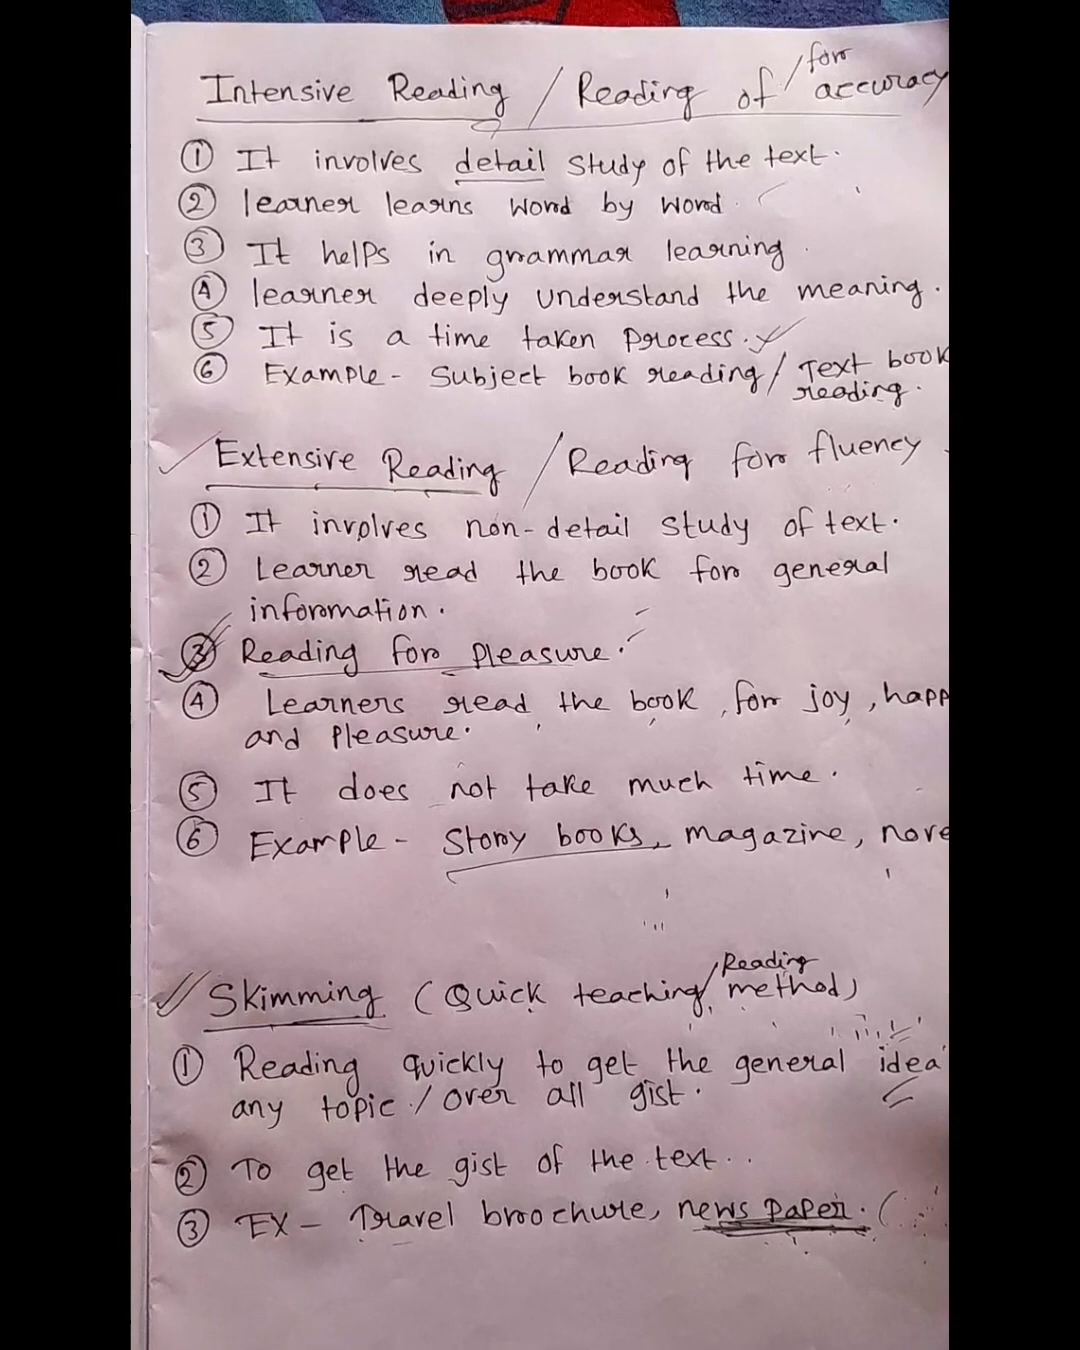 Intensive Reading / Reading of / for accuracy
① It involves detail study of the text.
② learner learns word by word.
③ It helps in grammar learning.
④ learner deeply understand the meaning.
⑤ It is a time taken process.
⑥ Example - Subject book reading / Text book
reading.
Extensive Reading / Reading for fluency
① It involves non-detail study of text.
② Learner read the book for general
information.
③ Reading for pleasure.
④ Learners read the book, for joy, happ
and pleasure.
⑤ It does not take much time.
⑥ Example - Story books, magazine, nove
Skimming (Quick teaching / Reading method)
① Reading quickly to get the general idea
any topic / over all gist.
② To get the gist of the text..
③ EX - Travel broochure, news paper.